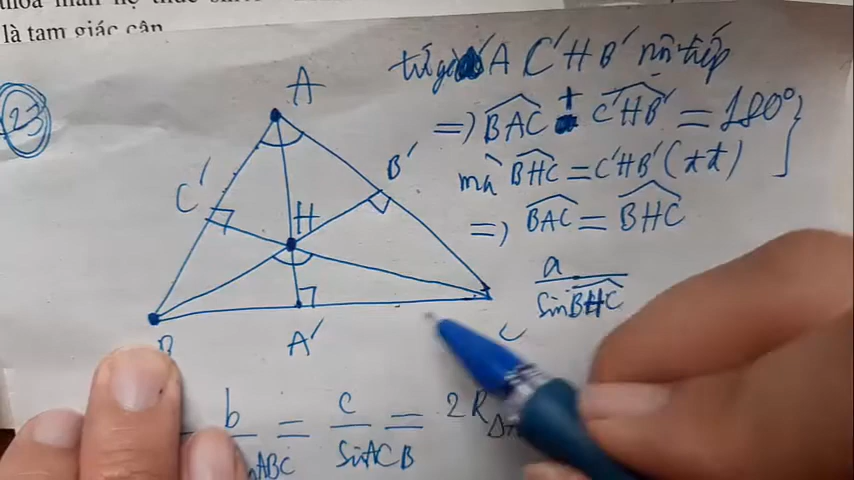 là tam giác cân
23
tứ giác A C'H B' nội tiếp
=> BAC + C'HB' = 180°
mà BHC = C'HB' (đđ)
=> BAC = BHC
a
sinBHC
A
B'
C'
H
B
A'
C
b = c = 2R
ABC sinACB